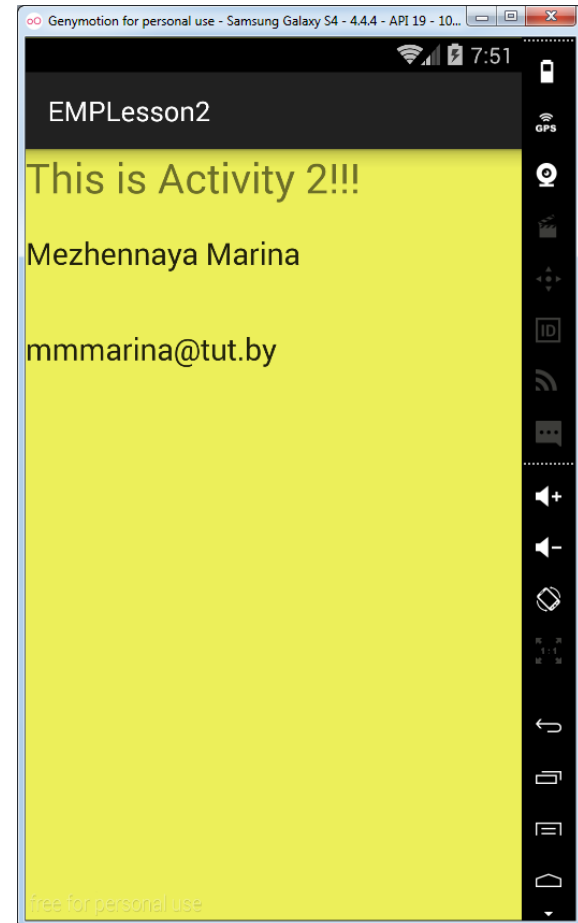 Genymotion for personal use - Samsung Galaxy S4 - 4.4.4 - API 19 - 10...
7:51
EMPLesson2
GPS
This is Activity 2!!!
Mezhennaya Marina
ID
mmmarina@tut.by
1:1
free for personal use